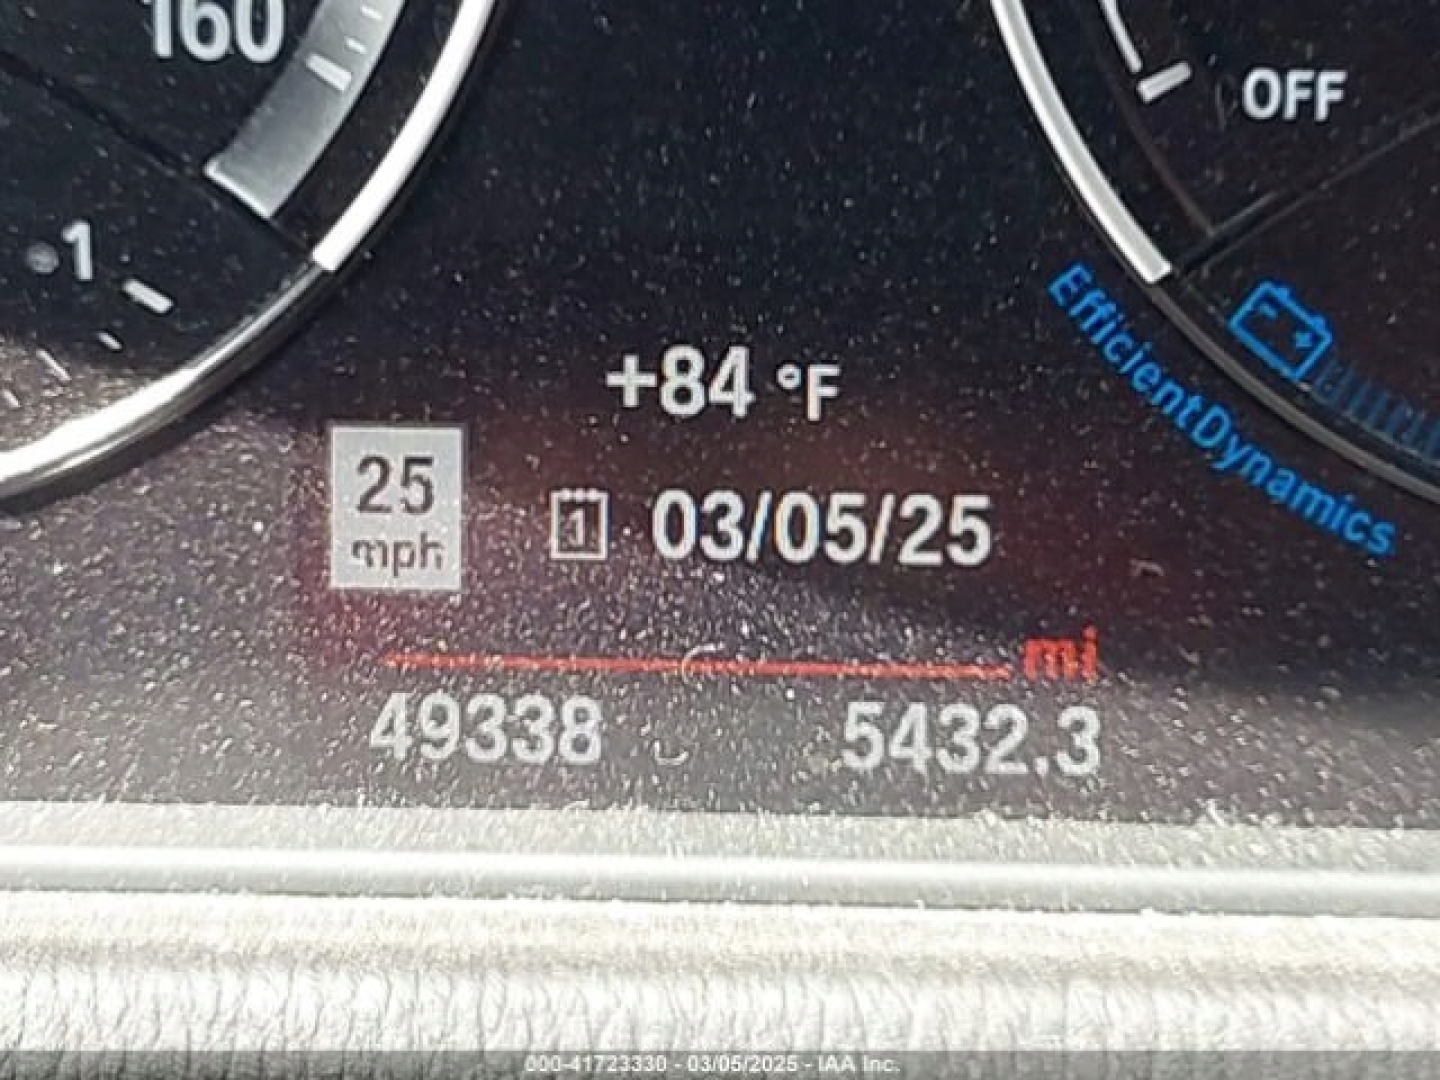 160
OFF
1
EfficientDynamics
+84 °F
25
mph
1
03/05/25
mi
49338
5432.3
000-41723330 - 03/05/2025 - IAA Inc.